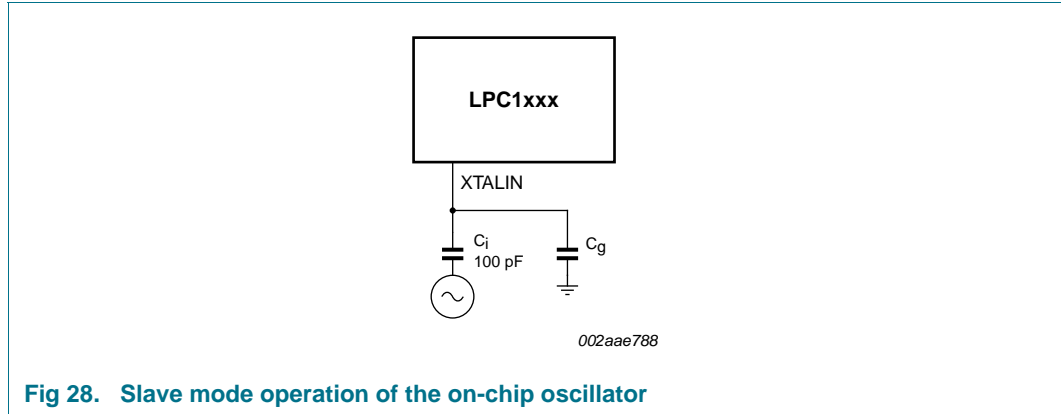 LPC1xxx
XTALIN
Ci
100 pF
Cg
002aae788
Fig 28. Slave mode operation of the on-chip oscillator